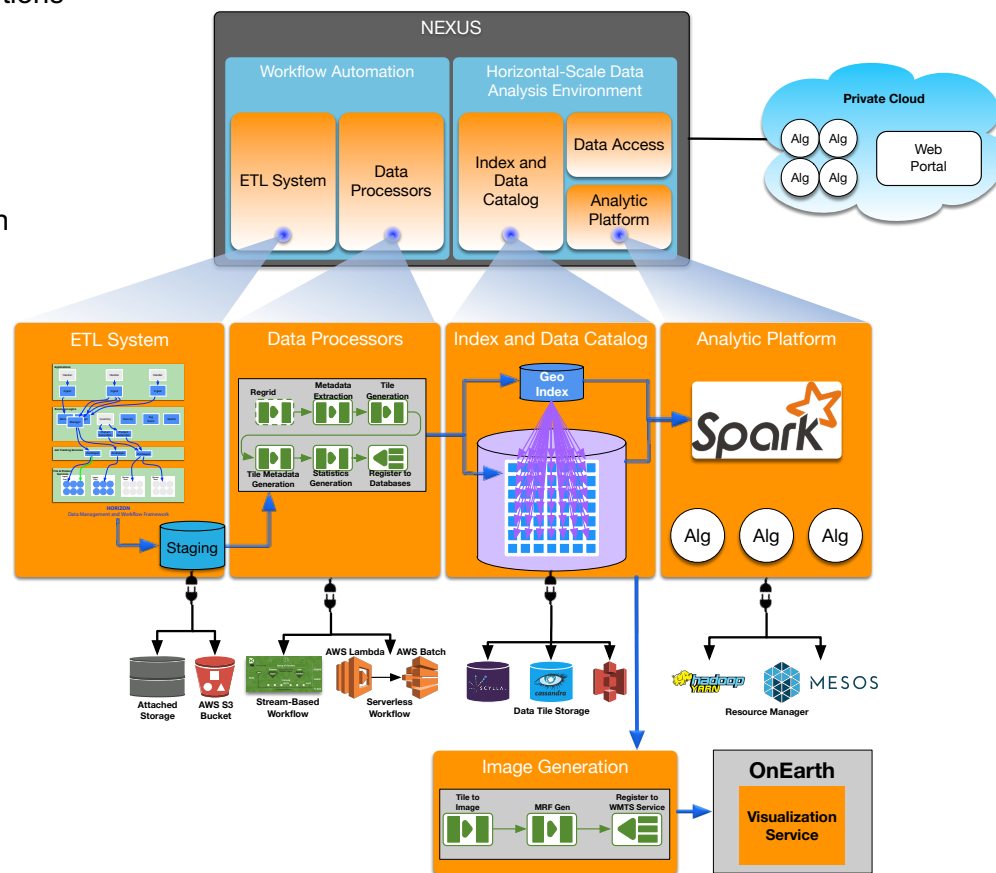 tions
n
NEXUS
Workflow Automation
Horizontal-Scale Data
Analysis Environment
ETL System
Data
Processors
Index and
Data
Catalog
Data Access
Analytic
Platform
Private Cloud
Alg
Alg
Alg
Alg
Web
Portal
ETL System
HORIZON
Data Management and Workflow Framework
Staging
Data Processors
Regrid
Metadata
Extraction
Tile
Generation
Tile Metadata
Generation
Statistics
Generation
Register to
Databases
Index and Data Catalog
Geo
Index
Analytic Platform
Spark
Alg
Alg
Alg
Attached
Storage
AWS S3
Bucket
Stream-Based
Workflow
AWS Lambda
AWS Batch
Serverless
Workflow
SCYLLA
cassandra
Data Tile Storage
hadoop
YARN
MESOS
Resource Manager
Image Generation
Tile to
Image
MRF Gen
Register to
WMTS Service
OnEarth
Visualization
Service